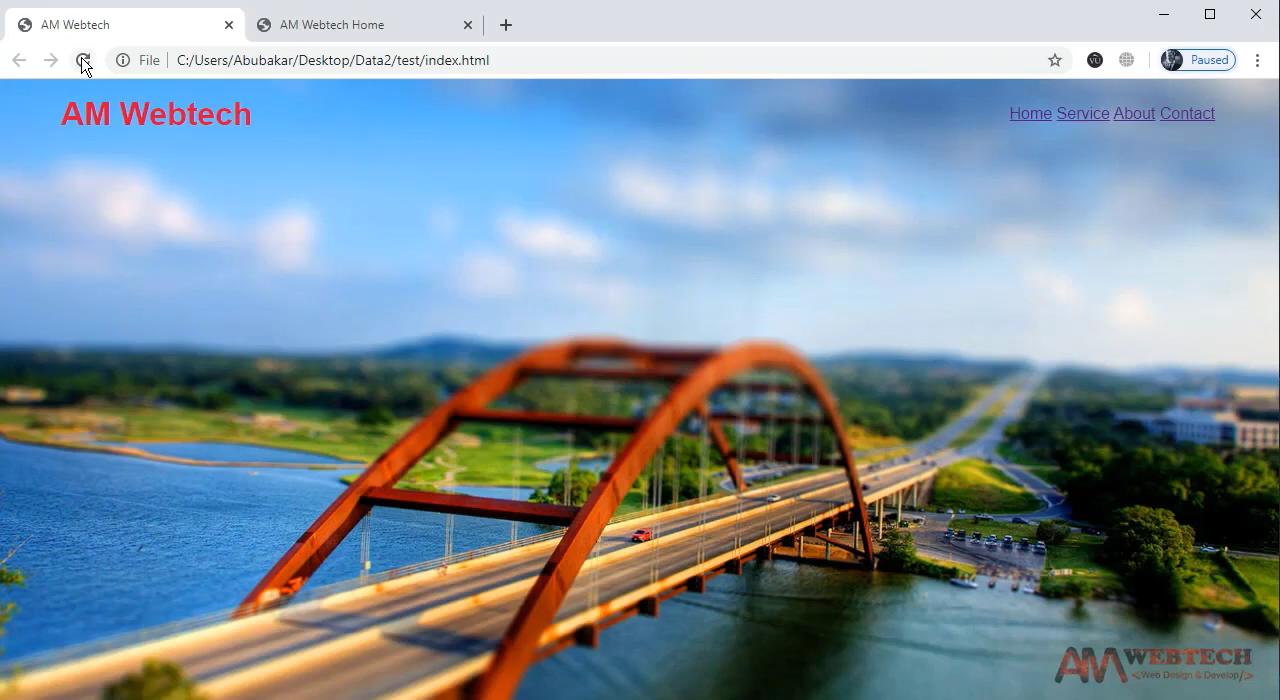 AM Webtech
AM Webtech Home
File
C:/Users/Abubakar/Desktop/Data2/test/index.html
VU
Paused
AM Webtech
Home Service About Contact
AM WEBTECH
<Web Design & Develop/>